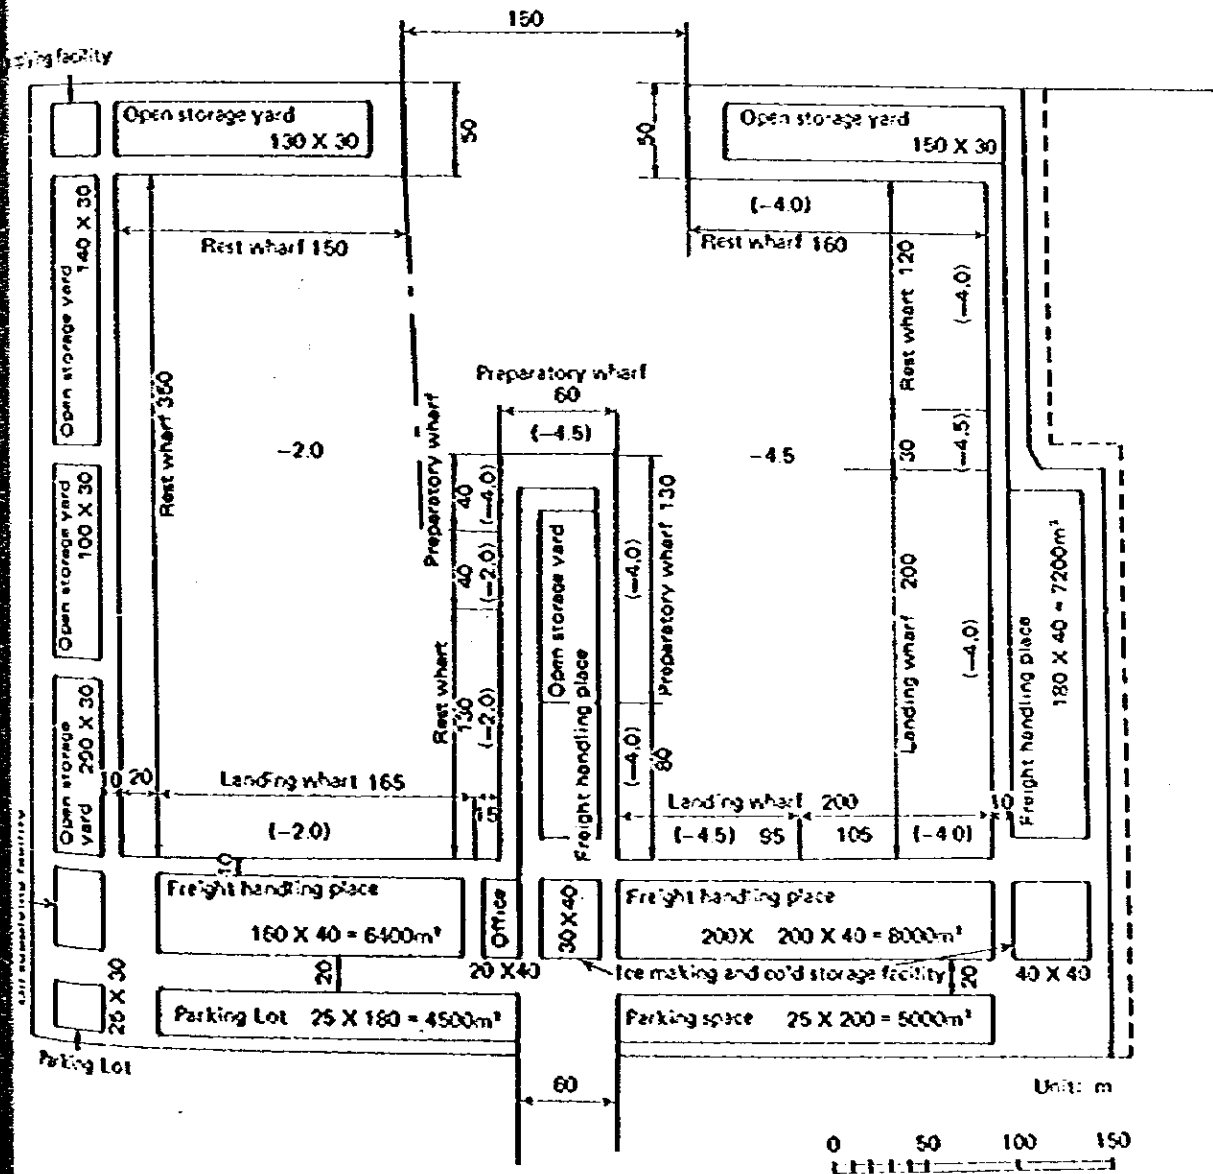 150
facility
Open storage yard
130 X 30
50
50
Open storage yard
150 X 30
Open storage yard
140 X 30
Rest wharf 150
(-4.0)
Rest wharf 160
Rest wharf 120
(-4.0)
Rest wharf 350
-2.0
Preparatory wharf
60
(-4.5)
Preparatory wharf
40
(-4.0)
40
(-2.0)
-4.5
30
(-4.5)
Open storage yard
100 X 30
Open storage yard
Freight handling place
(-4.0)
Preparatory wharf 130
Landing wharf 200
(-4.0)
Freight handling place
180 X 40 = 7200m²
Rest wharf
130
(-2.0)
(-4.0)
80
Open storage
yard 200 X 30
10 20
Landing wharf 165
15
(-2.0)
Landing wharf 200
10
(-4.5) 95
105 (-4.0)
10
Freight handling place
160 X 40 = 6400m²
Office
20 X 40
30 X 40
Freight handling place
200X 200 X 40 = 8000m²
Ice making and cold storage facility
40 X 40
20
20
25 X 30
Parking Lot 25 X 180 = 4500m²
Parking space 25 X 200 = 5000m²
Parking Lot
60
Unit: m
0 50 100 150